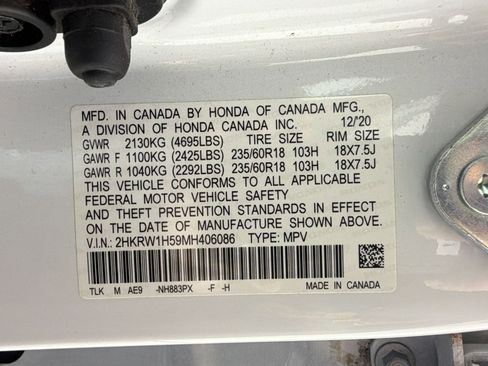 MFD. IN CANADA BY HONDA OF CANADA MFG.,
A DIVISION OF HONDA CANADA INC. 12/20
GVWR 2130KG (4695LBS) TIRE SIZE RIM SIZE
GAWR F 1100KG (2425LBS) 235/60R18 103H 18X7.5J
GAWR R 1040KG (2292LBS) 235/60R18 103H 18X7.5J
THIS VEHICLE CONFORMS TO ALL APPLICABLE
FEDERAL MOTOR VEHICLE SAFETY
AND THEFT PREVENTION STANDARDS IN EFFECT
ON THE DATE OF MANUFACTURE SHOWN ABOVE.
V.I.N.: 2HKRW1H59MH406086 TYPE: MPV
TLK M AE9 -NH883PX -F -H MADE IN CANADA